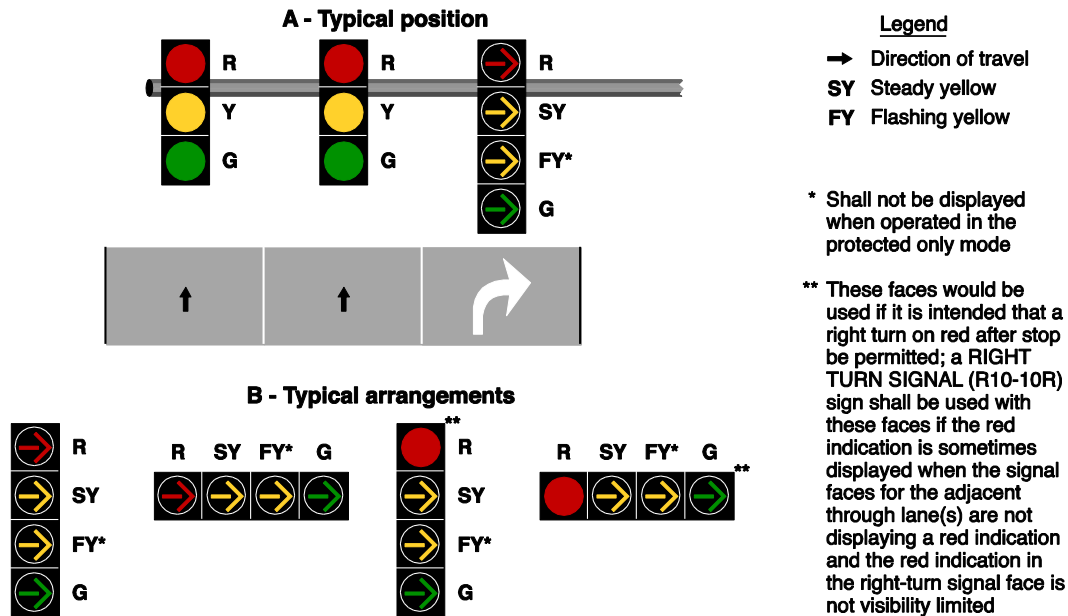 A - Typical position
R
Y
G
R
Y
G
R
SY
FY*
G
Legend
Direction of travel
SY Steady yellow
FY Flashing yellow
* Shall not be displayed
when operated in the
protected only mode
** These faces would be
used if it is intended that a
right turn on red after stop
be permitted; a RIGHT
TURN SIGNAL (R10-10R)
sign shall be used with
these faces if the red
indication is sometimes
displayed when the signal
faces for the adjacent
through lane(s) are not
displaying a red indication
and the red indication in
the right-turn signal face is
not visibility limited
B - Typical arrangements
R
SY
FY*
G
R SY FY* G
**
R
SY
FY*
G
R SY FY* G
**